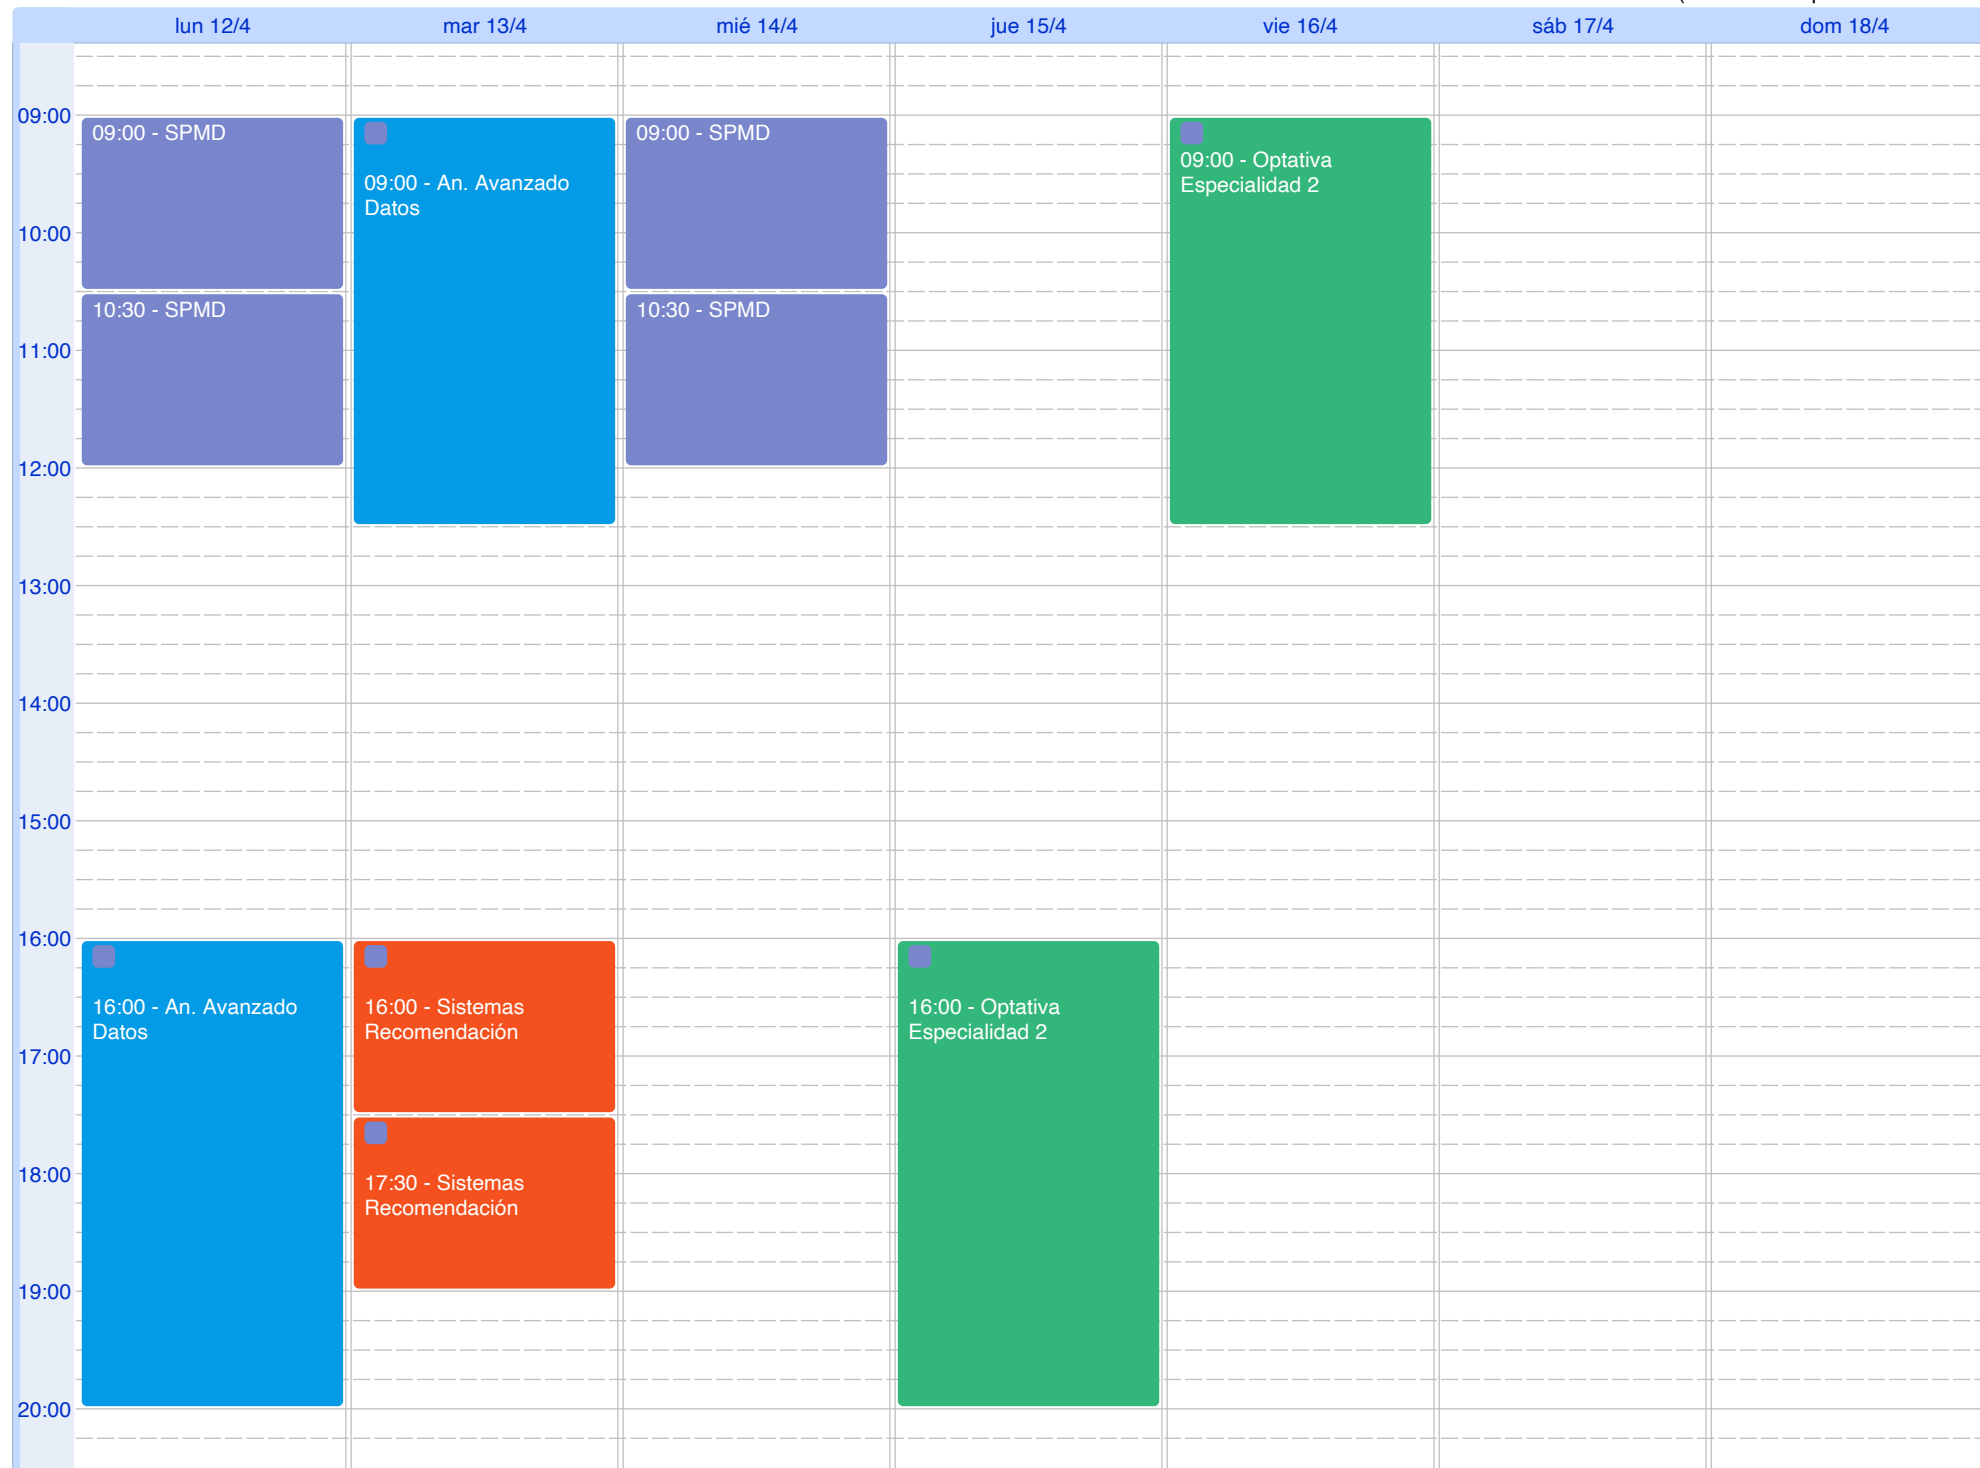 lun 12/4
mar 13/4
mié 14/4
jue 15/4
vie 16/4
sáb 17/4
dom 18/4
09:00
10:00
11:00
12:00
13:00
14:00
15:00
16:00
17:00
18:00
19:00
20:00
09:00 - SPMD
10:30 - SPMD
16:00 - An. Avanzado
Datos
09:00 - An. Avanzado
Datos
16:00 - Sistemas
Recomendación
17:30 - Sistemas
Recomendación
09:00 - SPMD
10:30 - SPMD
16:00 - Optativa
Especialidad 2
09:00 - Optativa
Especialidad 2